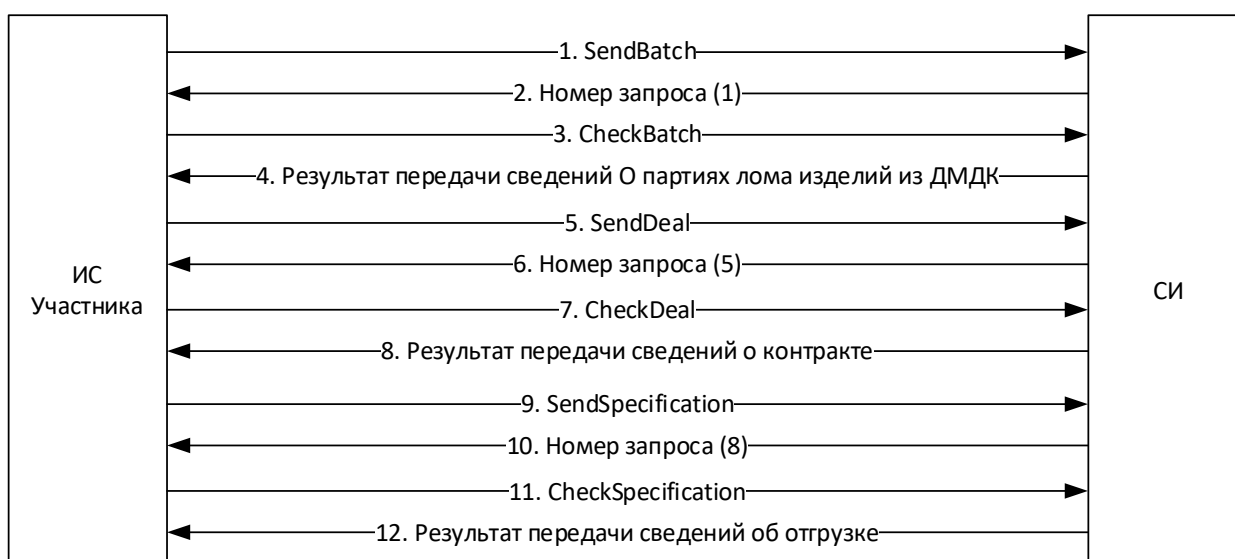 1. SendBatch
2. Номер запроса (1)
3. CheckBatch
4. Результат передачи сведений О партиях лома изделий из ДМДК
5. SendDeal
6. Номер запроса (5)
7. CheckDeal
8. Результат передачи сведений о контракте
9. SendSpecification
10. Номер запроса (8)
11. CheckSpecification
12. Результат передачи сведений об отгрузке
ИС
Участника
СИ